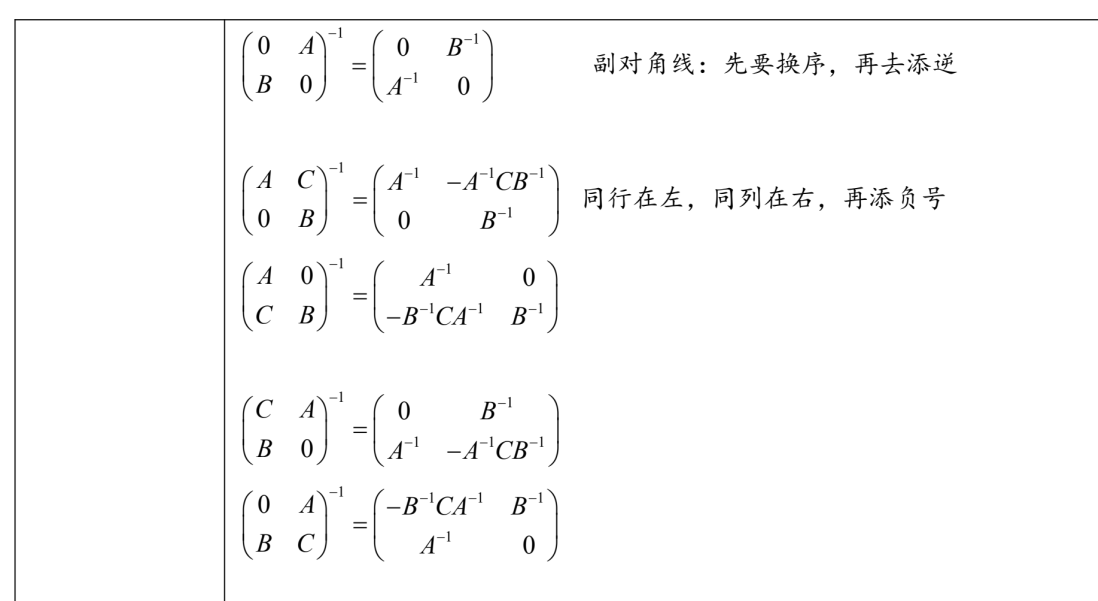 $\begin{pmatrix} 0 & A \\ B & 0 \end{pmatrix}^{-1} = \begin{pmatrix} 0 & B^{-1} \\ A^{-1} & 0 \end{pmatrix}$ 副对角线：先要换序，再去添逆
$\begin{pmatrix} A & C \\ 0 & B \end{pmatrix}^{-1} = \begin{pmatrix} A^{-1} & -A^{-1}CB^{-1} \\ 0 & B^{-1} \end{pmatrix}$ 同行在左，同列在右，再添负号
$\begin{pmatrix} A & 0 \\ C & B \end{pmatrix}^{-1} = \begin{pmatrix} A^{-1} & 0 \\ -B^{-1}CA^{-1} & B^{-1} \end{pmatrix}$
$\begin{pmatrix} C & A \\ B & 0 \end{pmatrix}^{-1} = \begin{pmatrix} 0 & B^{-1} \\ A^{-1} & -A^{-1}CB^{-1} \end{pmatrix}$
$\begin{pmatrix} 0 & A \\ B & C \end{pmatrix}^{-1} = \begin{pmatrix} -B^{-1}CA^{-1} & B^{-1} \\ A^{-1} & 0 \end{pmatrix}$